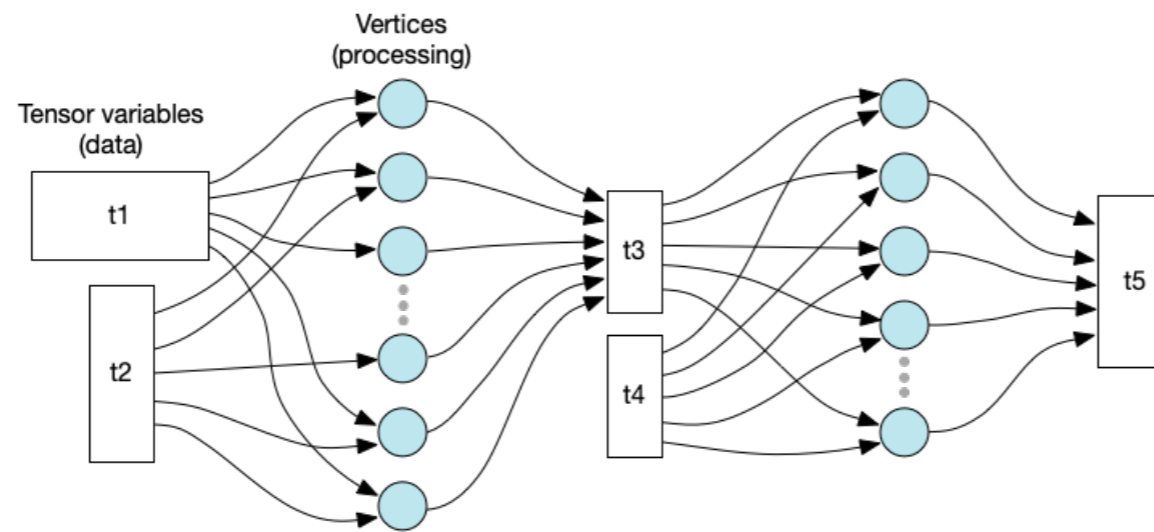 Vertices
(processing)
Tensor variables
(data)
t1
t2
t3
t4
t5